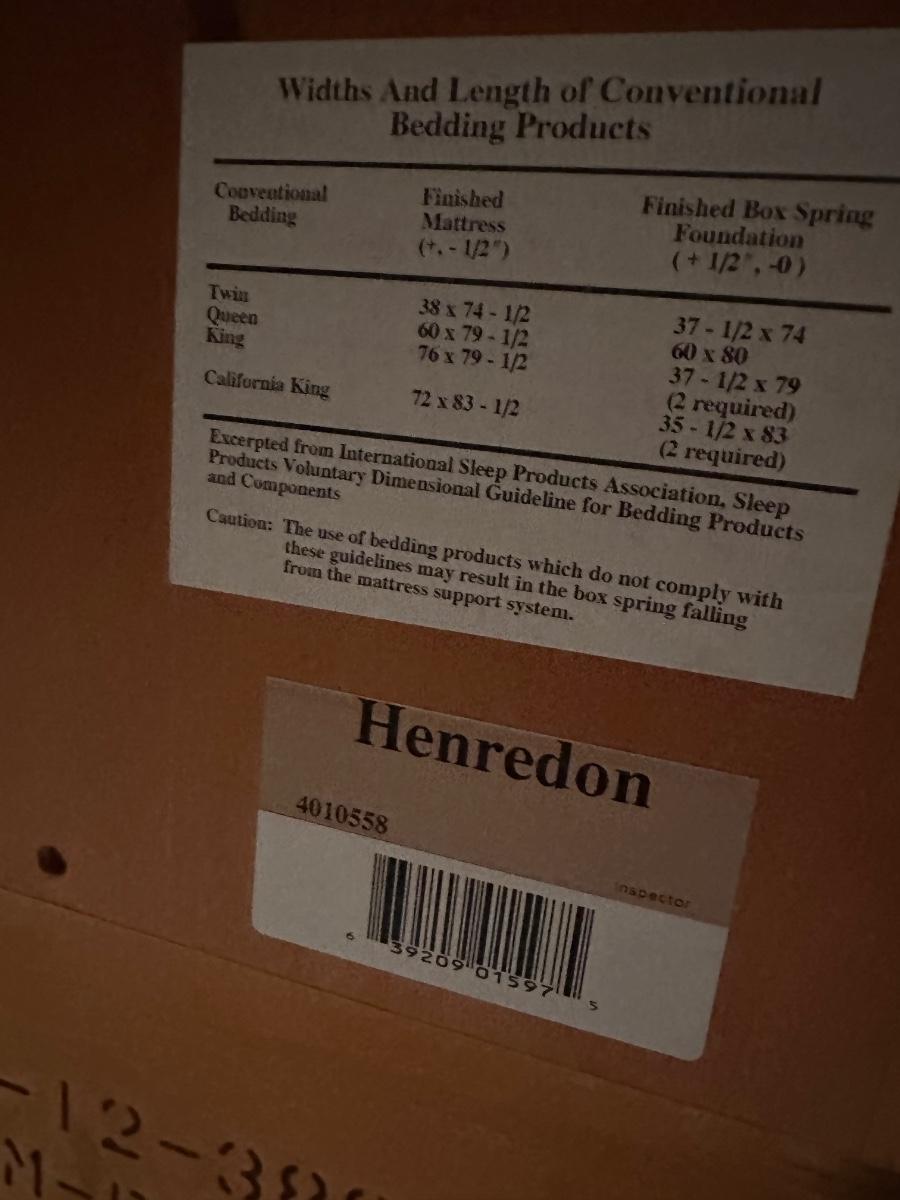 Widths And Length of Conventional
Bedding Products
Conventional Bedding
Finished Mattress (+, - 1/2")
Finished Box Spring Foundation (+ 1/2", -0)
Twin 38 x 74 - 1/2 37 - 1/2 x 74
Queen 60 x 79 - 1/2 60 x 80
King 76 x 79 - 1/2 37 - 1/2 x 79
(2 required)
California King 72 x 83 - 1/2 35 - 1/2 x 83
(2 required)
Excerpted from International Sleep Products Association, Sleep
Products Voluntary Dimensional Guideline for Bedding Products
and Components
Caution: The use of bedding products which do not comply with
these guidelines may result in the box spring falling
from the mattress support system.
Henredon
4010558
Inspector
6 39209 01597 5
-12-